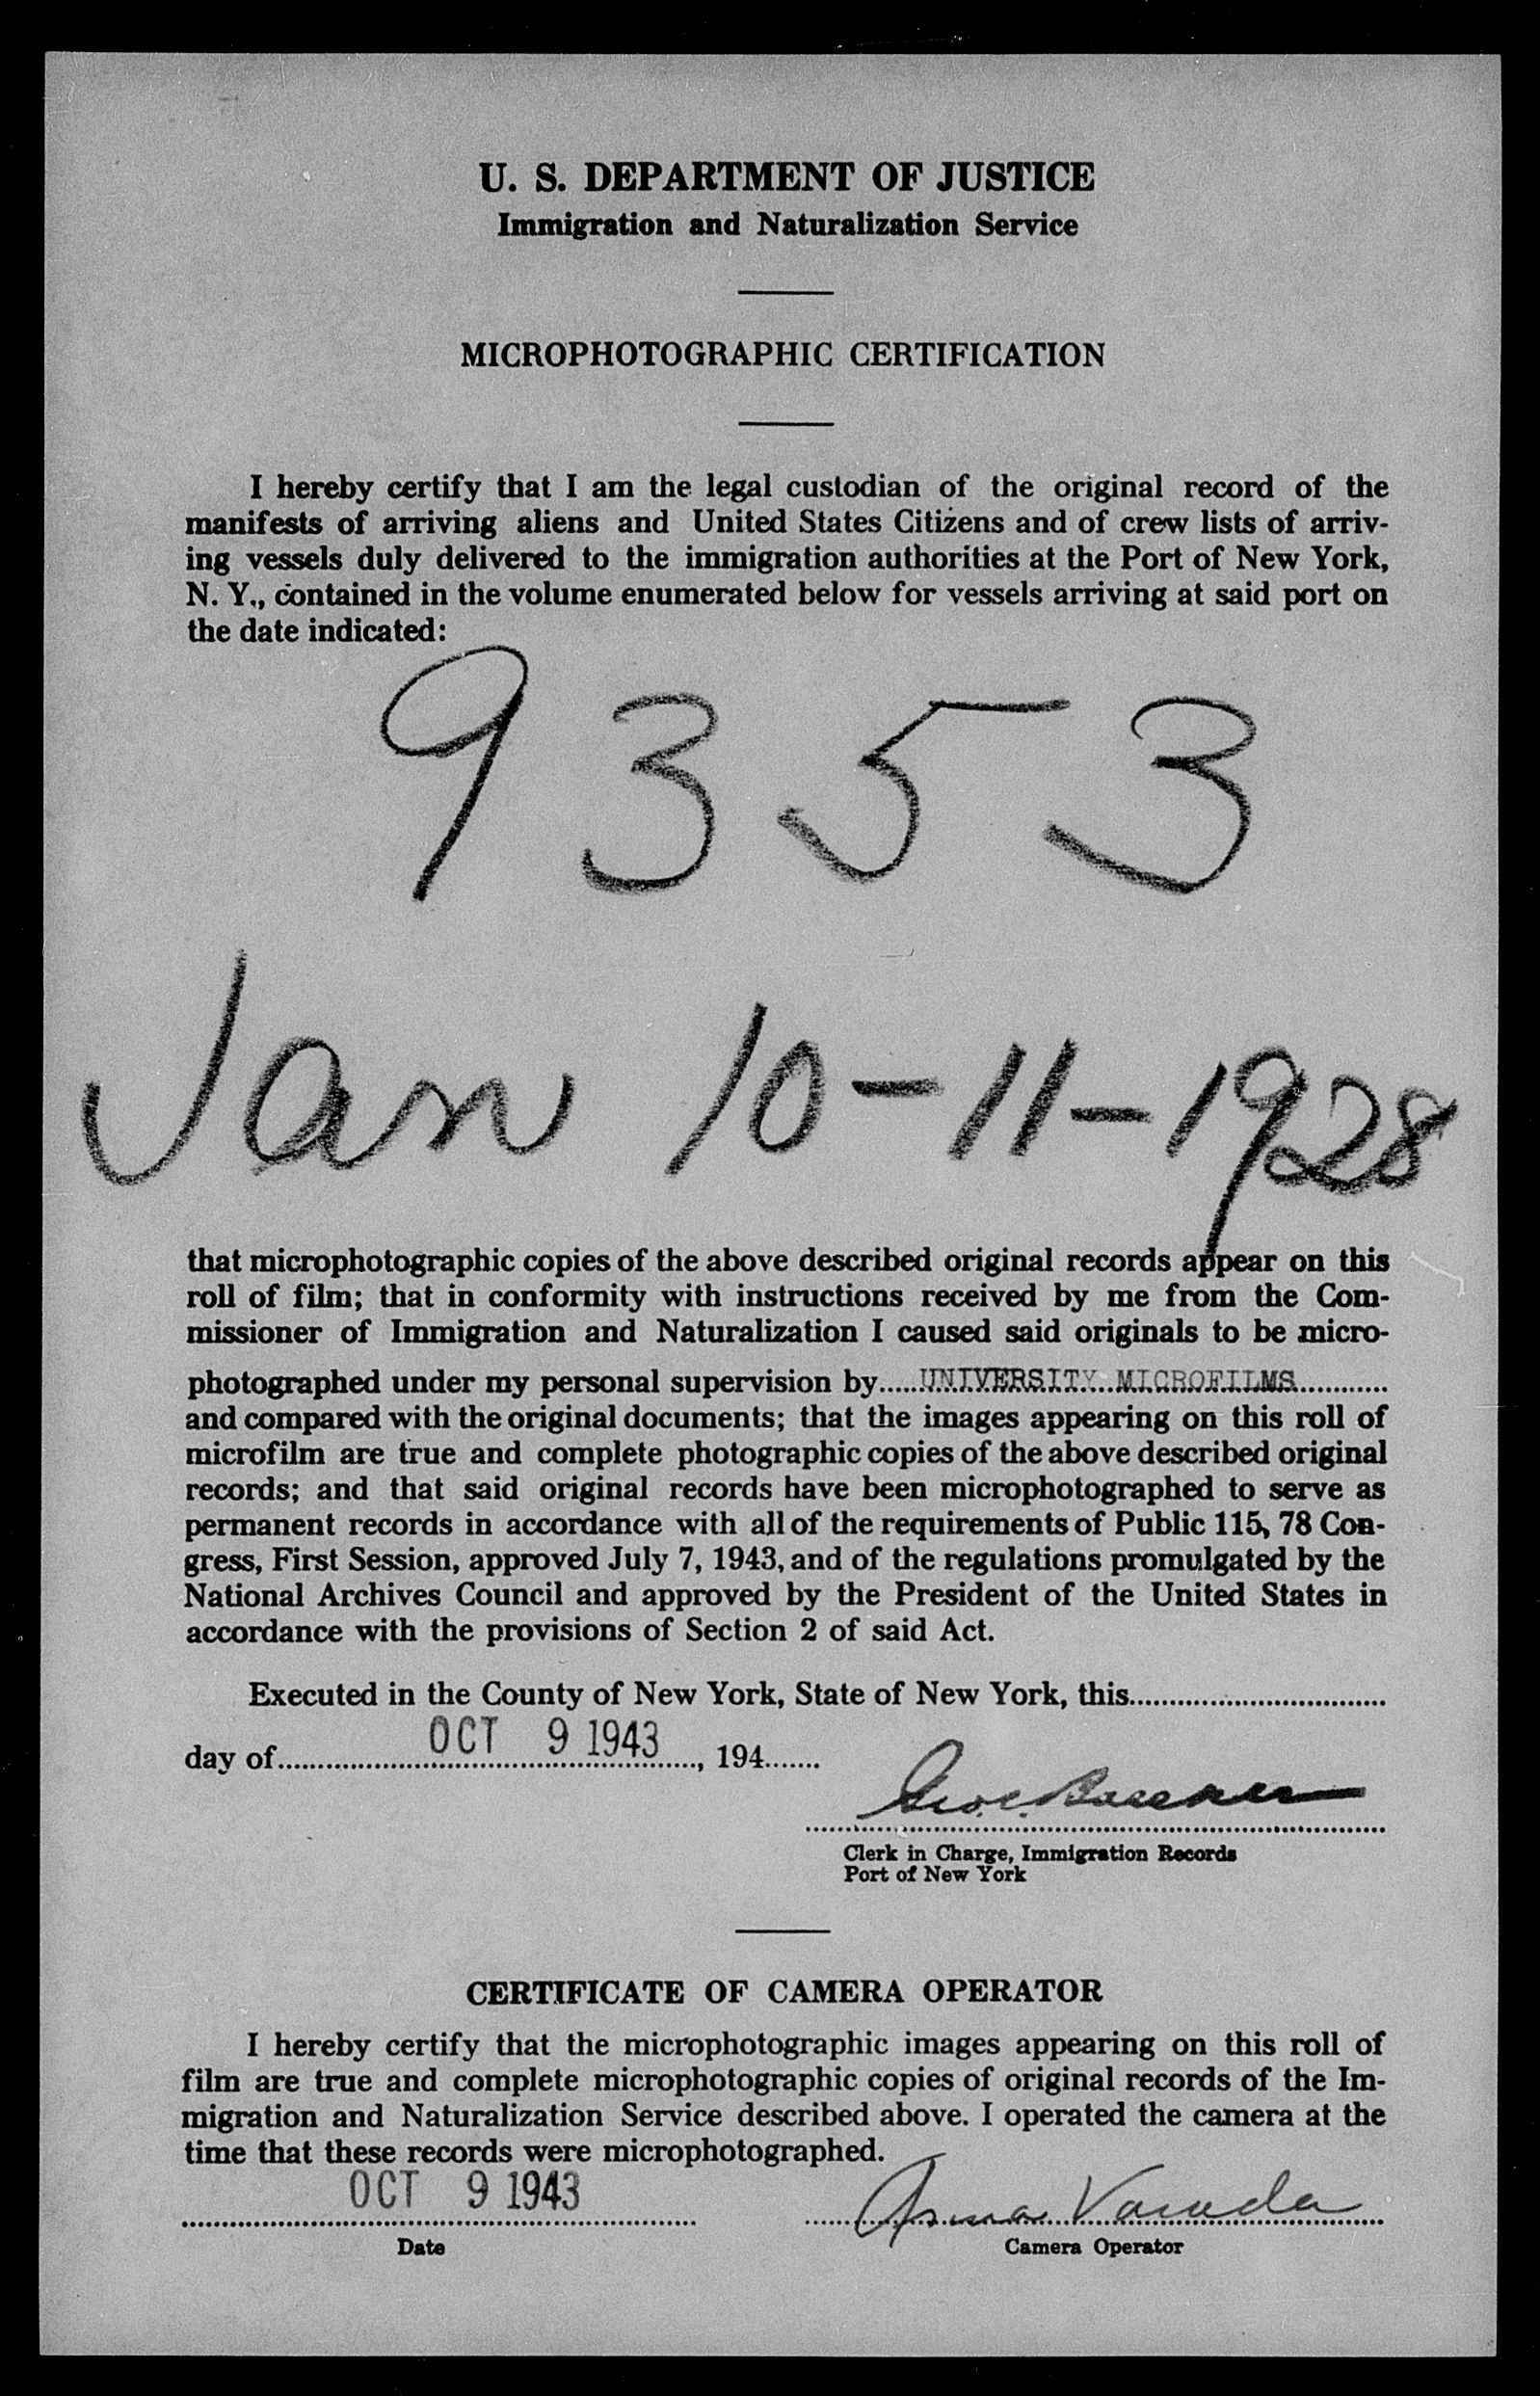 U. S. DEPARTMENT OF JUSTICE
Immigration and Naturalization Service
MICROPHOTOGRAPHIC CERTIFICATION
I hereby certify that I am the legal custodian of the original record of the
manifests of arriving aliens and United States Citizens and of crew lists of arriv-
ing vessels duly delivered to the immigration authorities at the Port of New York,
N. Y., contained in the volume enumerated below for vessels arriving at said port on
the date indicated:
9353
Jan 10-11-1928
that microphotographic copies of the above described original records appear on this
roll of film; that in conformity with instructions received by me from the Com-
missioner of Immigration and Naturalization I caused said originals to be micro-
photographed under my personal supervision by.....UNIVERSITY MICROFILMS............
and compared with the original documents; that the images appearing on this roll of
microfilm are true and complete photographic copies of the above described original
records; and that said original records have been microphotographed to serve as
permanent records in accordance with all of the requirements of Public 115, 78 Con-
gress, First Session, approved July 7, 1943, and of the regulations promulgated by the
National Archives Council and approved by the President of the United States in
accordance with the provisions of Section 2 of said Act.
Executed in the County of New York, State of New York, this................................
day of.......OCT 9 1943......, 194.......
Clerk in Charge, Immigration Records
Port of New York
CERTIFICATE OF CAMERA OPERATOR
I hereby certify that the microphotographic images appearing on this roll of
film are true and complete microphotographic copies of original records of the Im-
migration and Naturalization Service described above. I operated the camera at the
time that these records were microphotographed.
OCT 9 1943
Date
Camera Operator